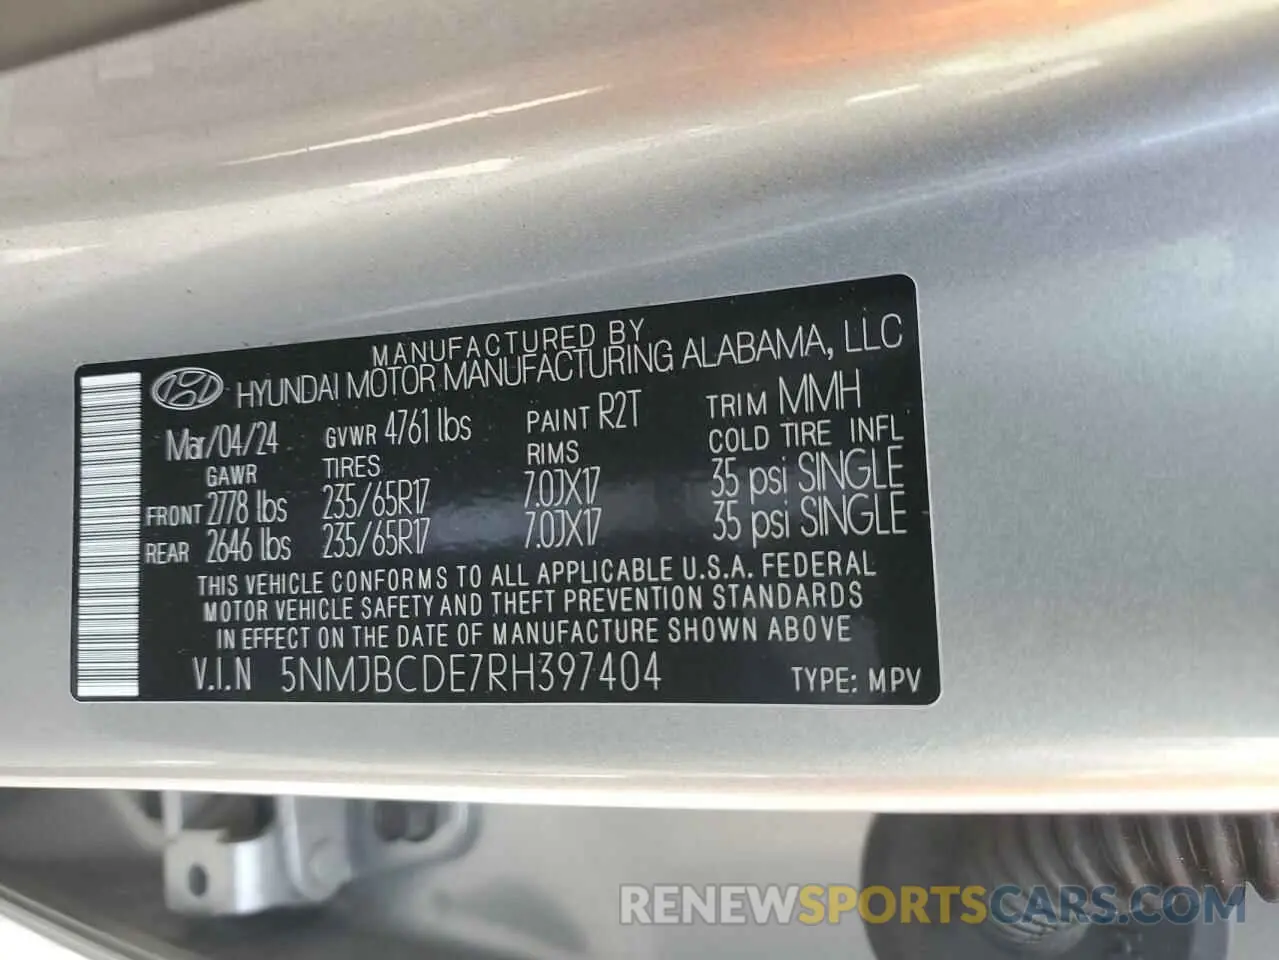 MANUFACTURED BY
HYUNDAI MOTOR MANUFACTURING ALABAMA, LLC
Mar/04/24 GVWR 4761 lbs PAINT R2T TRIM MMH
GAWR TIRES RIMS COLD TIRE INFL
FRONT 2778 lbs 235/65R17 7.0JX17 35 psi SINGLE
REAR 2646 lbs 235/65R17 7.0JX17 35 psi SINGLE
THIS VEHICLE CONFORMS TO ALL APPLICABLE U.S.A. FEDERAL
MOTOR VEHICLE SAFETY AND THEFT PREVENTION STANDARDS
IN EFFECT ON THE DATE OF MANUFACTURE SHOWN ABOVE
V.I.N 5NMJBCDE7RH397404 TYPE: MPV
RENEWSPORTSCARS.COM